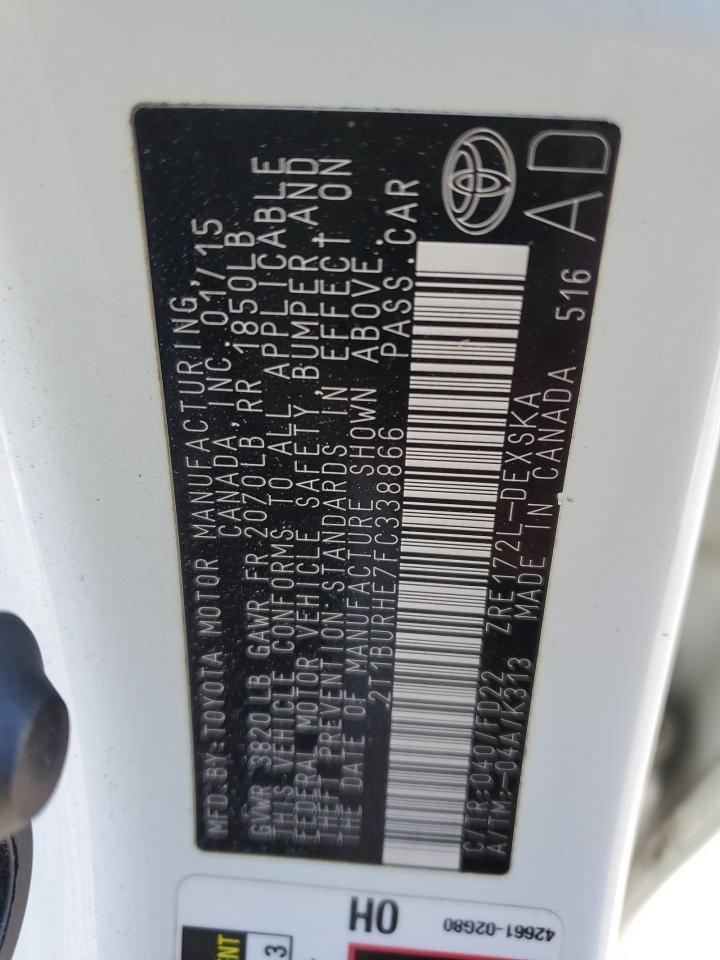 MFD.BY:TOYOTA MOTOR MANUFACTURING,
CANADA,INC. 01/15
GVWR 3820LB GAWR FR 2070LB,RR 1850LB
THIS VEHICLE CONFORMS TO ALL APPLICABLE
FEDERAL MOTOR VEHICLE SAFETY,BUMPER,AND
THEFT PREVENTION STANDARDS IN EFFECT ON
THE DATE OF MANUFACTURE SHOWN ABOVE.
2T1BURHE7FC338866 PASS.CAR
C/TR:040/FD22 ZRE172L-DEXSKA
A/TM:-04A/K313 MADE IN CANADA 516
AD
OH
42661-02G80
3